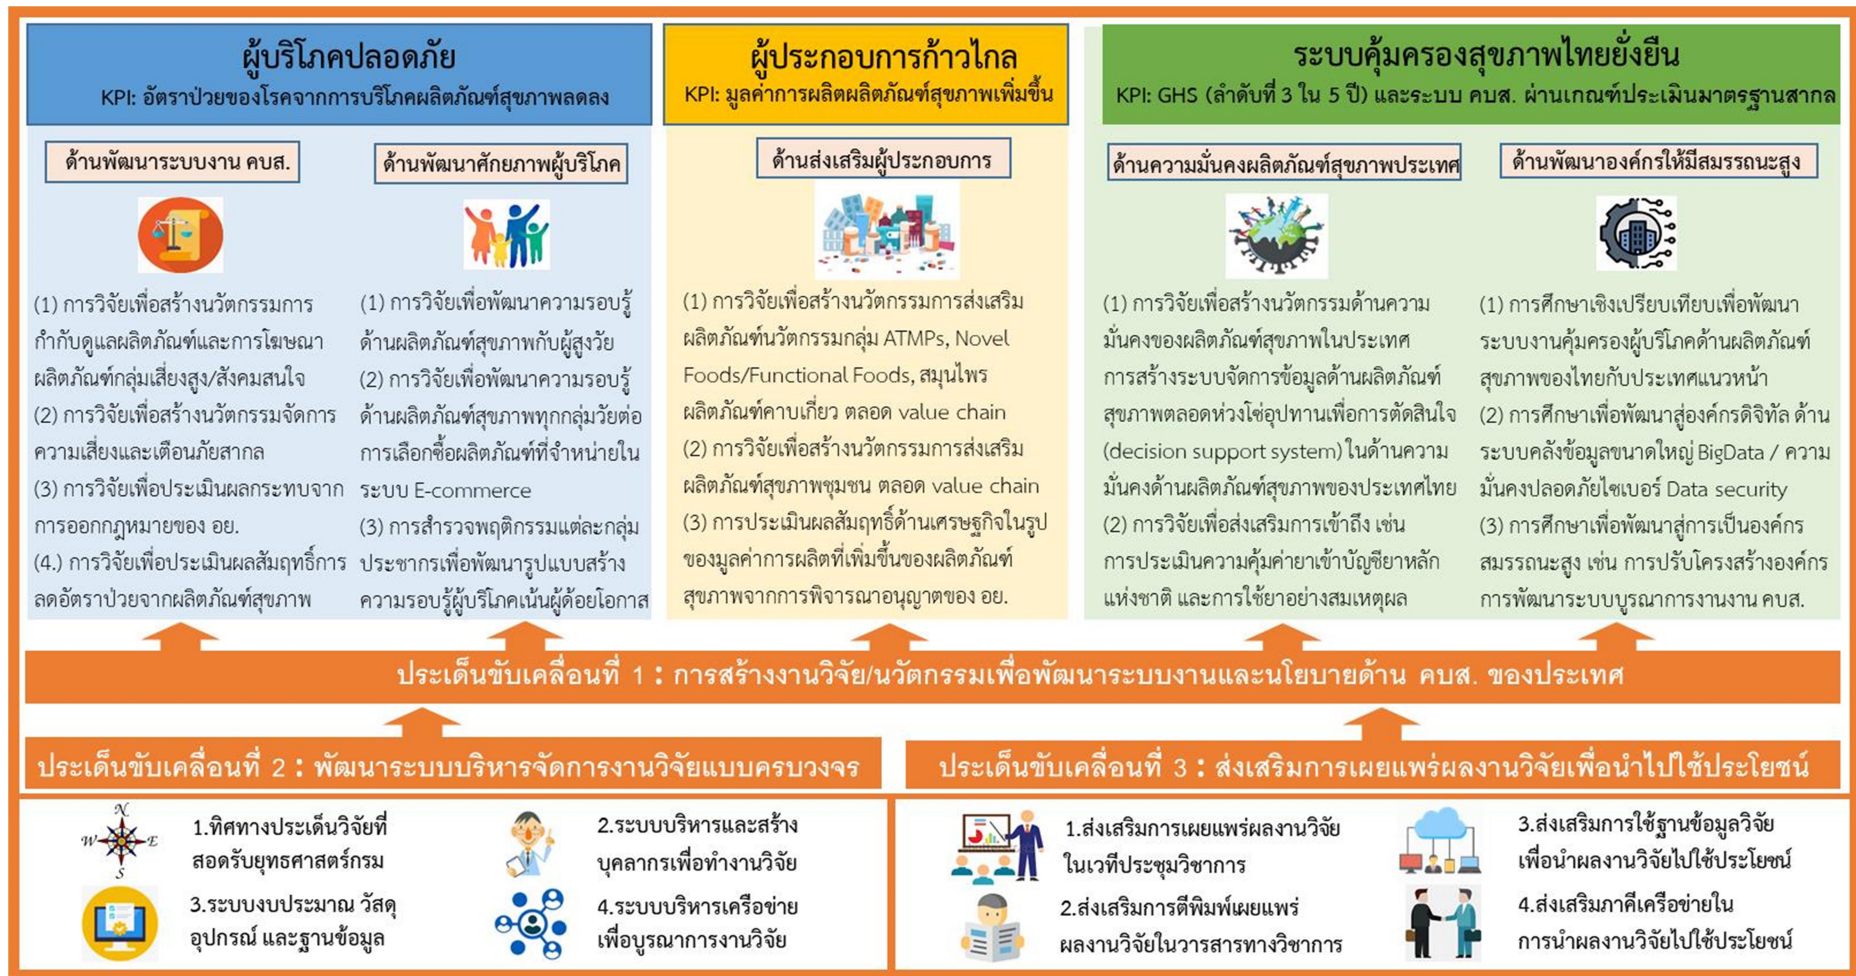 ผู้บริโภคปลอดภัย
KPI: อัตราป่วยของโรคจากการบริโภคผลิตภัณฑ์สุขภาพลดลง
ด้านพัฒนาระบบงาน คบส.
(1) การวิจัยเพื่อสร้างนวัตกรรมการ
กำกับดูแลผลิตภัณฑ์และการโฆษณา
ผลิตภัณฑ์กลุ่มเสี่ยงสูง/สังคมสนใจ
(2) การวิจัยเพื่อสร้างนวัตกรรมจัดการ
ความเสี่ยงและเตือนภัยสากล
(3) การวิจัยเพื่อประเมินผลกระทบจาก
การออกกฎหมายของ อย.
(4.) การวิจัยเพื่อประเมินผลสัมฤทธิ์การ
ลดอัตราป่วยจากผลิตภัณฑ์สุขภาพ
ด้านพัฒนาศักยภาพผู้บริโภค
(1) การวิจัยเพื่อพัฒนาความรอบรู้
ด้านผลิตภัณฑ์สุขภาพกับผู้สูงวัย
(2) การวิจัยเพื่อพัฒนาความรอบรู้
ด้านผลิตภัณฑ์สุขภาพทุกกลุ่มวัยต่อ
การเลือกซื้อผลิตภัณฑ์ที่จำหน่ายใน
ระบบ E-commerce
(3) การสำรวจพฤติกรรมแต่ละกลุ่ม
ประชากรเพื่อพัฒนารูปแบบสร้าง
ความรอบรู้ผู้บริโภคเน้นผู้ด้อยโอกาส
ผู้ประกอบการก้าวไกล
KPI: มูลค่าการผลิตผลิตภัณฑ์สุขภาพเพิ่มขึ้น
ด้านส่งเสริมผู้ประกอบการ
(1) การวิจัยเพื่อสร้างนวัตกรรมการส่งเสริม
ผลิตภัณฑ์นวัตกรรมกลุ่ม ATMPs, Novel
Foods/Functional Foods, สมุนไพร
ผลิตภัณฑ์คาบเกี่ยว ตลอด value chain
(2) การวิจัยเพื่อสร้างนวัตกรรมการส่งเสริม
ผลิตภัณฑ์สุขภาพชุมชน ตลอด value chain
(3) การประเมินผลสัมฤทธิ์ด้านเศรษฐกิจในรูป
ของมูลค่าการผลิตที่เพิ่มขึ้นของผลิตภัณฑ์
สุขภาพจากการพิจารณาอนุญาตของ อย.
ระบบคุ้มครองสุขภาพไทยยั่งยืน
KPI: GHS (ลำดับที่ 3 ใน 5 ปี) และระบบ คบส. ผ่านเกณฑ์ประเมินมาตรฐานสากล
ด้านความมั่นคงผลิตภัณฑ์สุขภาพประเทศ
(1) การวิจัยเพื่อสร้างนวัตกรรมด้านความ
มั่นคงของผลิตภัณฑ์สุขภาพในประเทศ
การสร้างระบบจัดการข้อมูลด้านผลิตภัณฑ์
สุขภาพตลอดห่วงโซ่อุปทานเพื่อการตัดสินใจ
(decision support system) ในด้านความ
มั่นคงด้านผลิตภัณฑ์สุขภาพของประเทศไทย
(2) การวิจัยเพื่อส่งเสริมการเข้าถึง เช่น
การประเมินความคุ้มค่ายาเข้าบัญชียาหลัก
แห่งชาติ และการใช้ยาอย่างสมเหตุผล
ด้านพัฒนาองค์กรให้มีสมรรถนะสูง
(1) การศึกษาเชิงเปรียบเทียบเพื่อพัฒนา
ระบบงานคุ้มครองผู้บริโภคด้านผลิตภัณฑ์
สุขภาพของไทยกับประเทศแนวหน้า
(2) การศึกษาเพื่อพัฒนาสู่องค์กรดิจิทัล ด้าน
ระบบคลังข้อมูลขนาดใหญ่ BigData / ความ
มั่นคงปลอดภัยไซเบอร์ Data security
(3) การศึกษาเพื่อพัฒนาสู่การเป็นองค์กร
สมรรถนะสูง เช่น การปรับโครงสร้างองค์กร
การพัฒนาระบบบูรณาการงานงาน คบส.
ประเด็นขับเคลื่อนที่ 1 : การสร้างงานวิจัย/นวัตกรรมเพื่อพัฒนาระบบงานและนโยบายด้าน คบส. ของประเทศ
ประเด็นขับเคลื่อนที่ 2 : พัฒนาระบบบริหารจัดการงานวิจัยแบบครบวงจร
N
W E
S
1.ทิศทางประเด็นวิจัยที่
สอดรับยุทธศาสตร์กรม
2.ระบบบริหารและสร้าง
บุคลากรเพื่อทำงานวิจัย
3.ระบบงบประมาณ วัสดุ
อุปกรณ์ และฐานข้อมูล
4.ระบบบริหารเครือข่าย
เพื่อบูรณาการงานวิจัย
ประเด็นขับเคลื่อนที่ 3 : ส่งเสริมการเผยแพร่ผลงานวิจัยเพื่อนำไปใช้ประโยชน์
1.ส่งเสริมการเผยแพร่ผลงานวิจัย
ในเวทีประชุมวิชาการ
2.ส่งเสริมการตีพิมพ์เผยแพร่
ผลงานวิจัยในวารสารทางวิชาการ
3.ส่งเสริมการใช้ฐานข้อมูลวิจัย
เพื่อนำผลงานวิจัยไปใช้ประโยชน์
4.ส่งเสริมภาคีเครือข่ายใน
การนำผลงานวิจัยไปใช้ประโยชน์